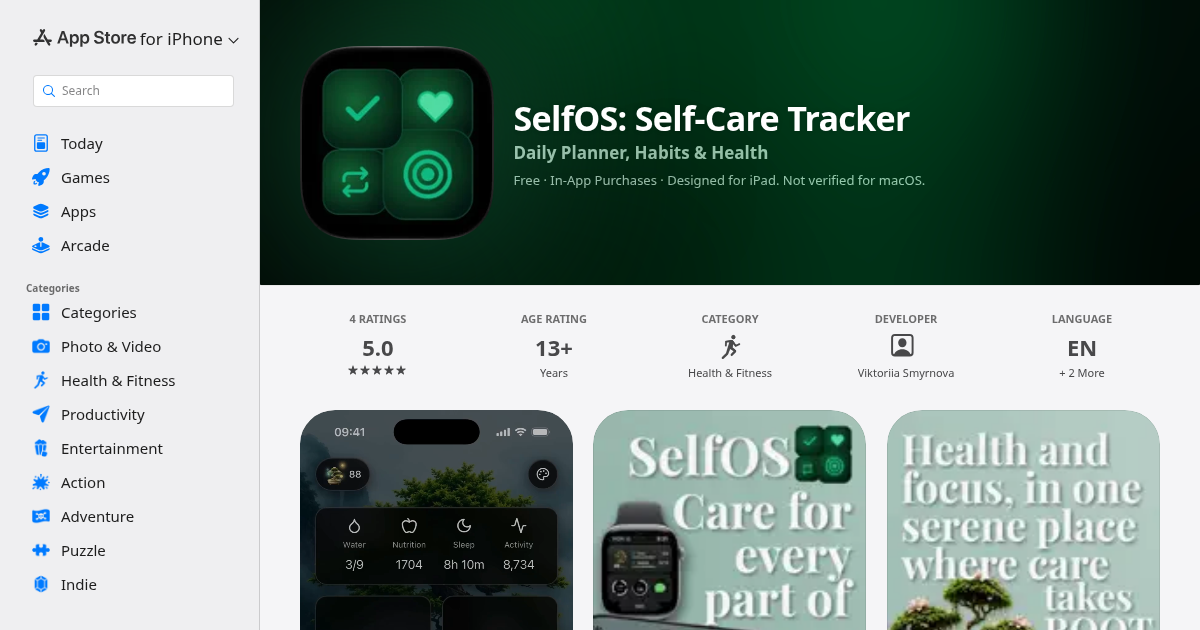 App Store for iPhone
Search
Today
Games
Apps
Arcade
Categories
Categories
Photo & Video
Health & Fitness
Productivity
Entertainment
Action
Adventure
Puzzle
Indie
SelfOS: Self-Care Tracker
Daily Planner, Habits & Health
Free · In-App Purchases · Designed for iPad. Not verified for macOS.
4 RATINGS
5.0
★★★★★
AGE RATING
13+
Years
CATEGORY
Health & Fitness
DEVELOPER
Viktoriia Smyrnova
LANGUAGE
EN
+ 2 More
09:41
88
Water
Nutrition
Sleep
Activity
3/9
1704
8h 10m
8,734
SelfOS
Care for
every
part of
Health and
focus, in one
serene place
where care
takes
ROOT